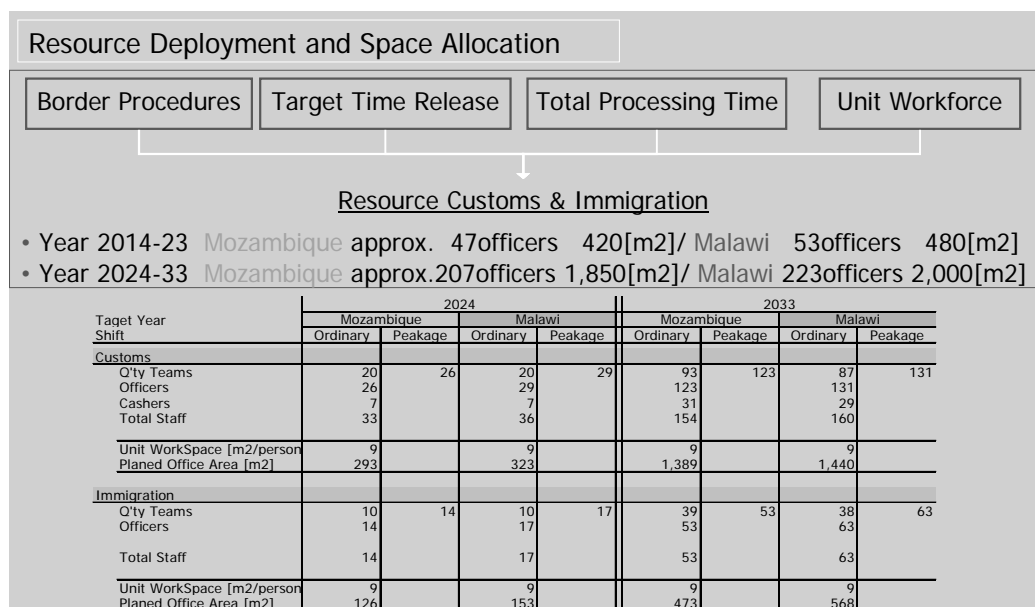 Resource Deployment and Space Allocation
Border Procedures Target Time Release Total Processing Time Unit Workforce
Resource Customs & Immigration
• Year 2014-23 Mozambique approx. 47officers 420[m2]/ Malawi 53officers 480[m2]
• Year 2024-33 Mozambique approx.207officers 1,850[m2]/ Malawi 223officers 2,000[m2]
2024 2033
Taget Year Mozambique Malawi Mozambique Malawi
Shift Ordinary Peakage Ordinary Peakage Ordinary Peakage Ordinary Peakage
Customs
Q'ty Teams 20 26 20 29 93 123 87 131
Officers 26 29 123 131
Cashers 7 7 31 29
Total Staff 33 36 154 160
Unit WorkSpace [m2/person 9 9 9 9
Planed Office Area [m2] 293 323 1,389 1,440
Immigration
Q'ty Teams 10 14 10 17 39 53 38 63
Officers 14 17 53 63
Total Staff 14 17 53 63
Unit WorkSpace [m2/person 9 9 9 9
Planed Office Area [m2] 126 153 473 568